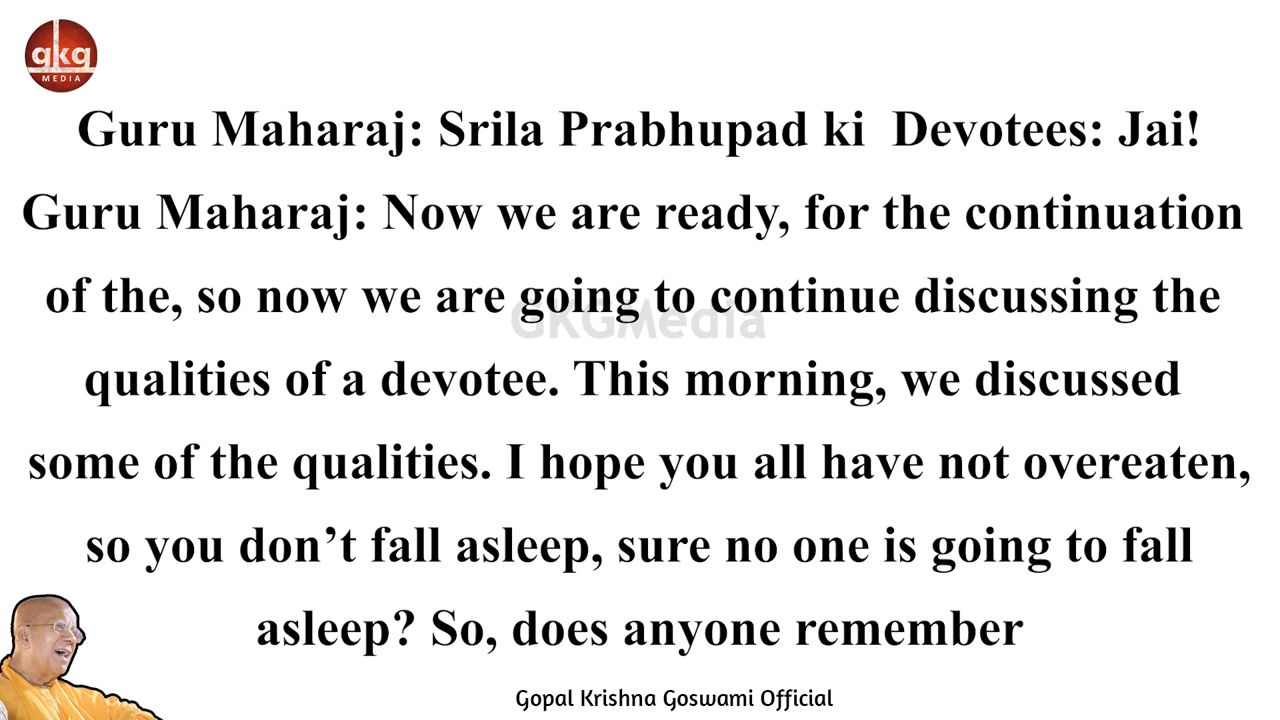 gkg
MEDIA
Guru Maharaj: Srila Prabhupad ki  Devotees: Jai!
Guru Maharaj: Now we are ready, for the continuation
of the, so now we are going to continue discussing the
GKGMedia
qualities of a devotee. This morning, we discussed
some of the qualities. I hope you all have not overeaten,
so you don’t fall asleep, sure no one is going to fall
asleep? So, does anyone remember
Gopal Krishna Goswami Official